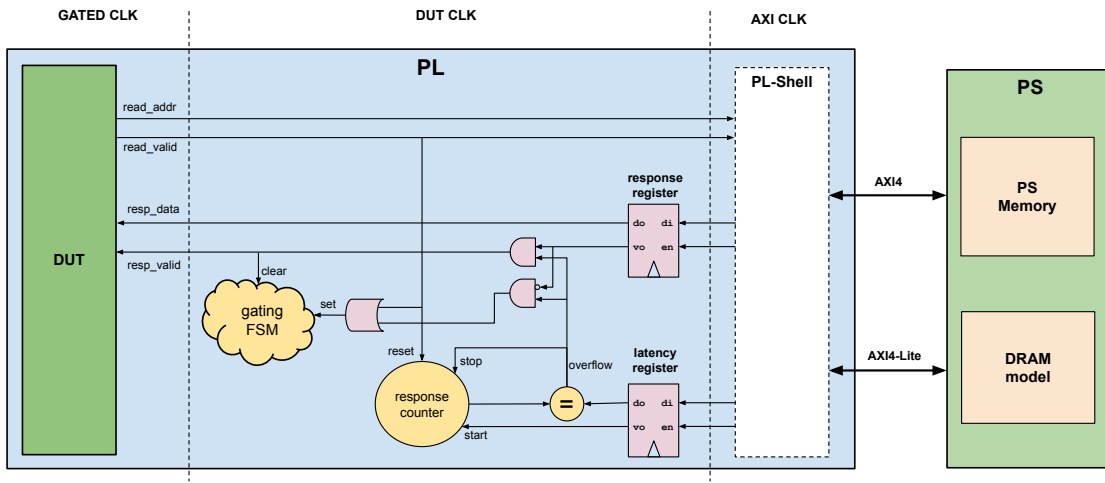 GATED CLK
DUT CLK
AXI CLK
PL
PL-Shell
PS
read_addr
read_valid
response
register
AXI4
PS
Memory
resp_data
do di
vo en
DUT
resp_valid
clear
set
gating
FSM
reset
stop
overflow
latency
register
AXI4-Lite
DRAM
model
response
counter
=
do di
vo en
start